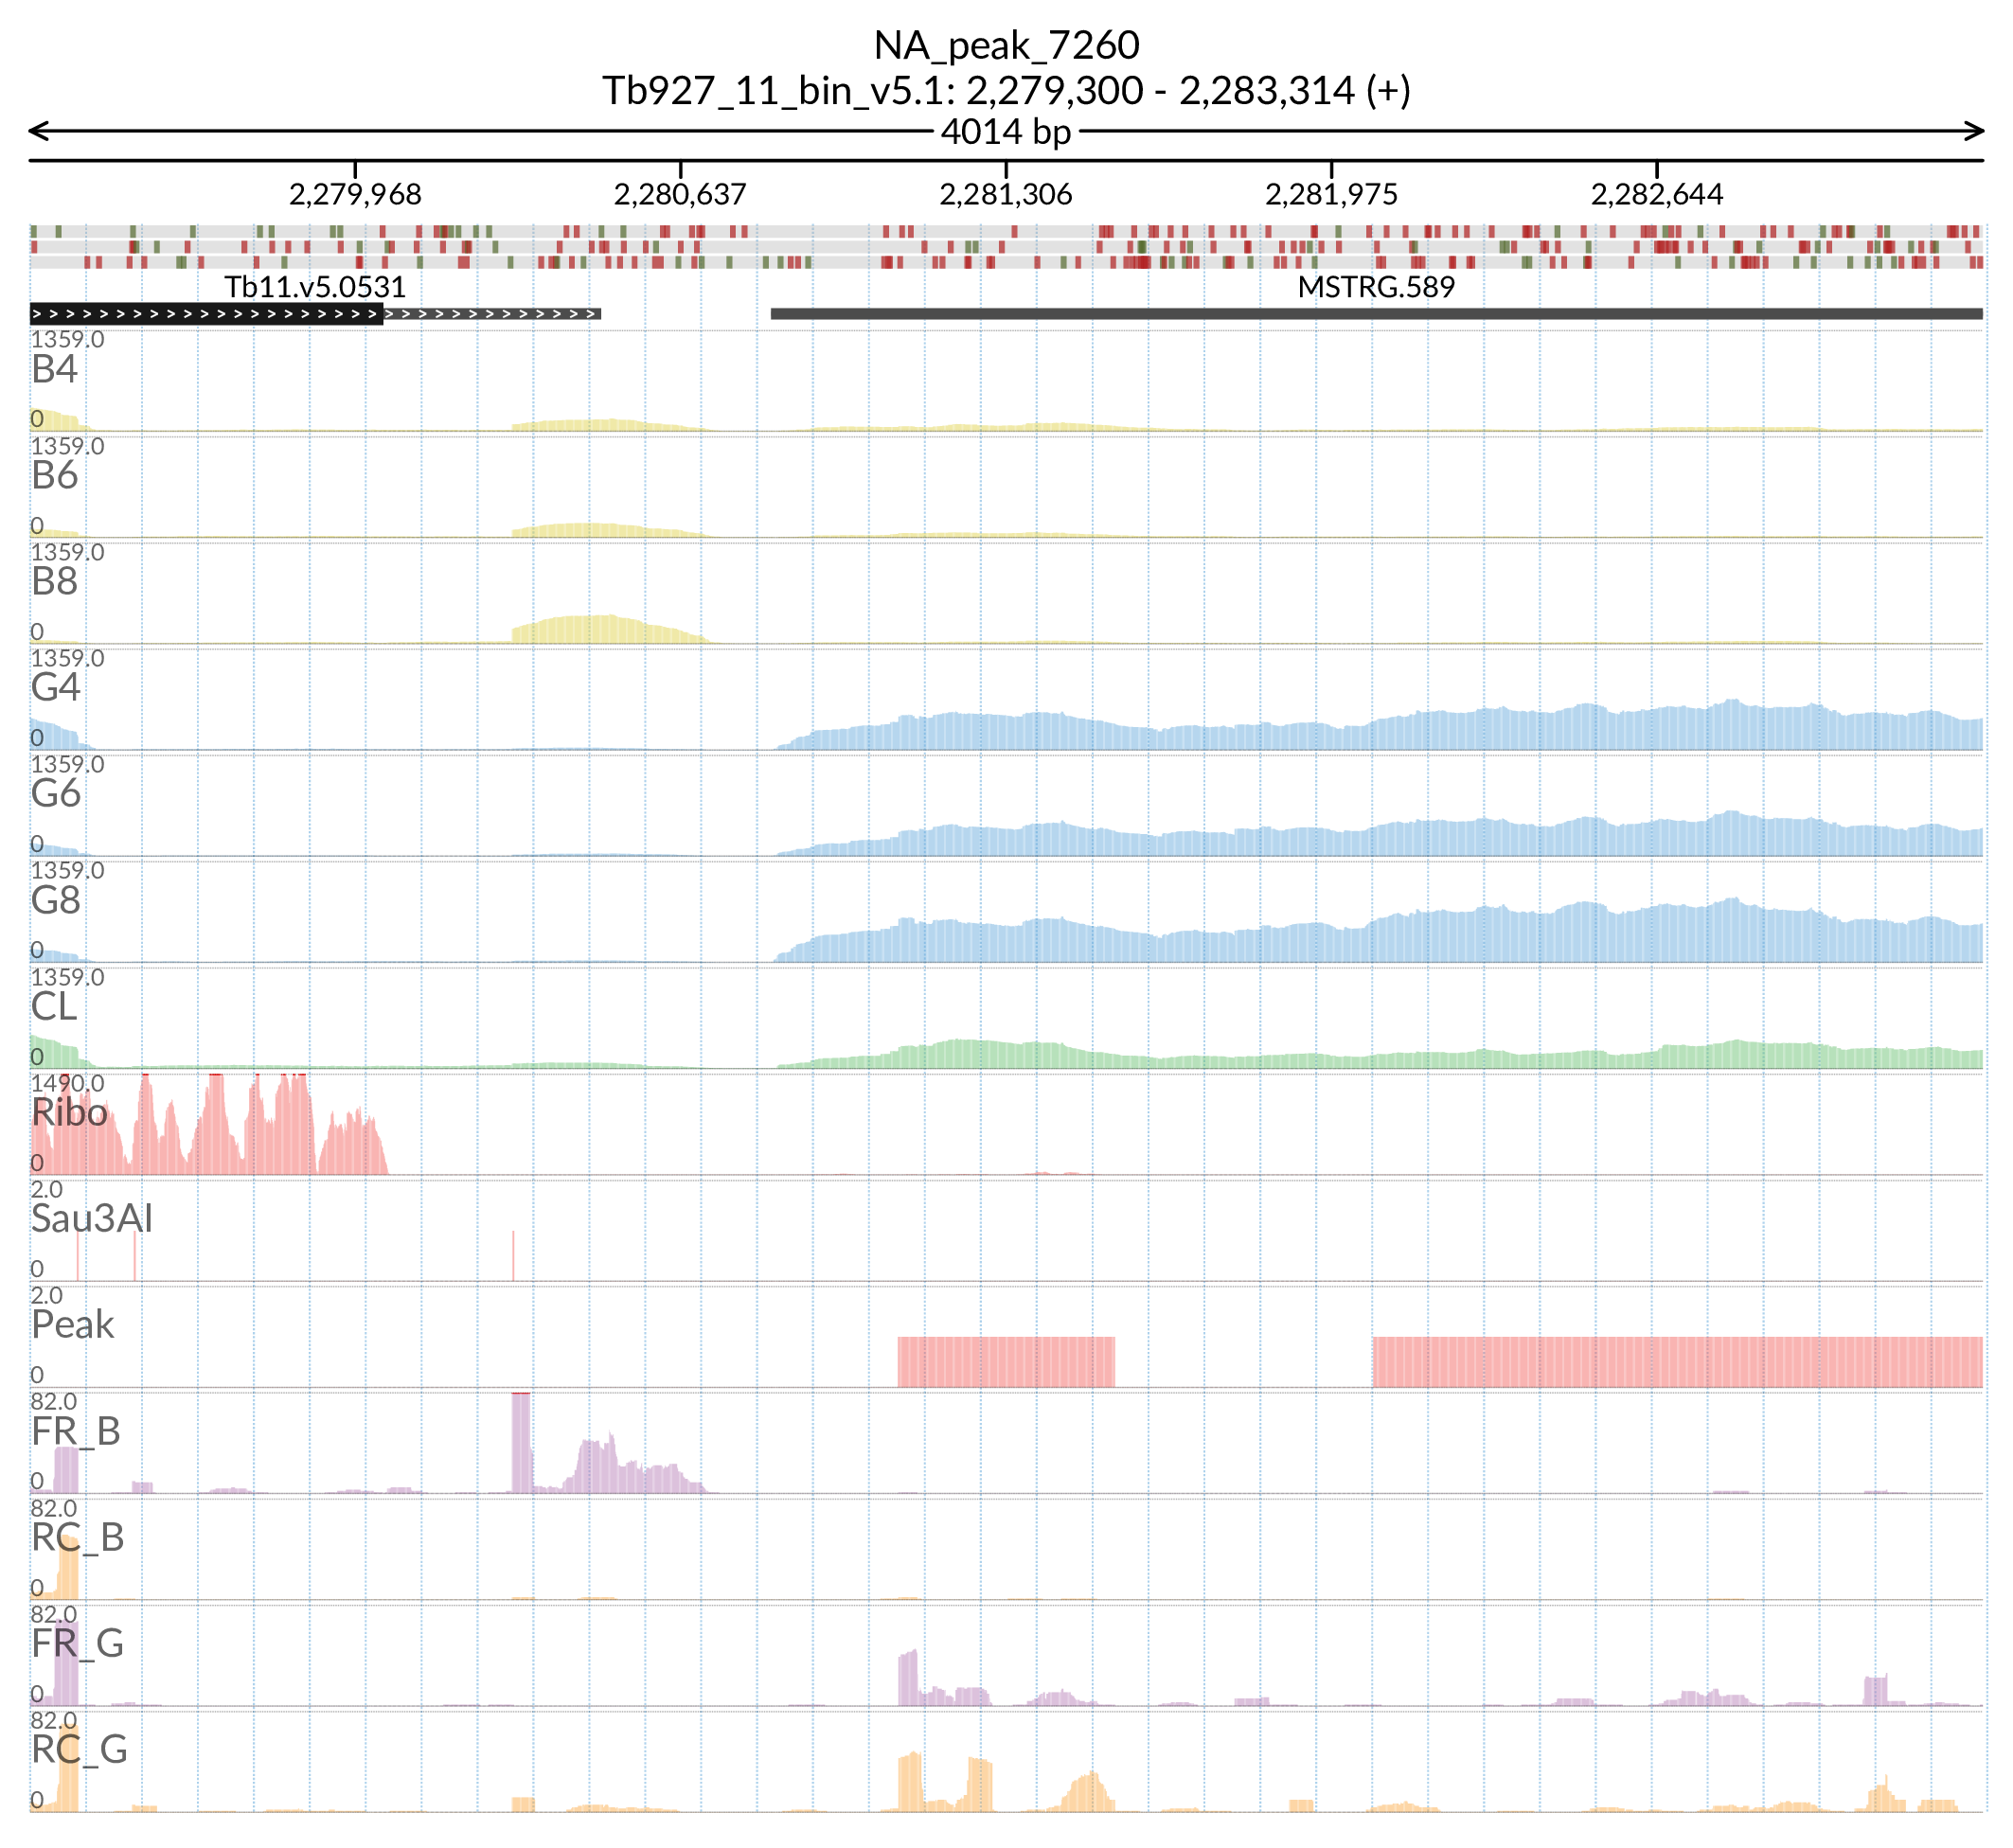 NA_peak_7260
Tb927_11_bin_v5.1: 2,279,300 - 2,283,314 (+)
4014 bp
2,279,968 2,280,637 2,281,306 2,281,975 2,282,644
Tb11.v5.0531 MSTRG.589
1359.0
B4
0
1359.0
B6
0
1359.0
B8
0
1359.0
G4
0
1359.0
G6
0
1359.0
G8
0
1359.0
CL
0
1490.0
Ribo
0
2.0
Sau3AI
0
2.0
Peak
0
82.0
FR_B
0
82.0
RC_B
0
82.0
FR_G
0
82.0
RC_G
0